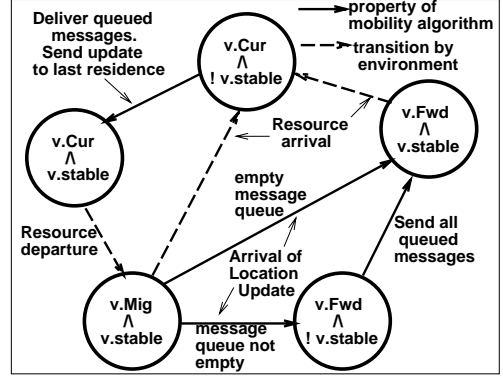 property of
mobility algorithm
transition by
environment
Deliver queued
messages.
Send update
to last residence
v.Cur
∧
! v.stable
v.Fwd
∧
v.stable
v.Cur
∧
v.stable
Resource
arrival
empty
message
queue
Resource
departure
Send all
queued
messages
Arrival of
Location
Update
v.Mig
∧
v.stable
v.Fwd
∧
! v.stable
message
queue not
empty